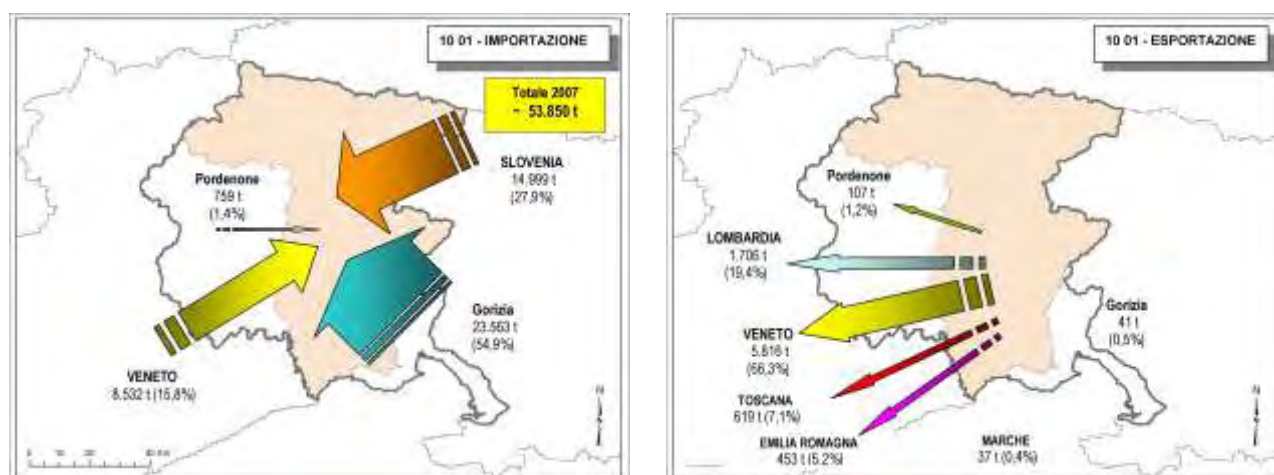 10 01 - IMPORTAZIONE
Totale 2007
~ 53.850 t
SLOVENIA
14.999 t
(27,9%)
Pordenone
759 t
(1,4%)
Gorizia
23.563 t
(54,9%)
VENETO
8.532 t (15,8%)
N
0
10
20
10 01 - ESPORTAZIONE
Pordenone
107 t
(1,2%)
LOMBARDIA
1.706 t
(19,4%)
Gorizia
41 t
(0,5%)
VENETO
5.816 t
(66,3%)
TOSCANA
619 t (7,1%)
EMILIA ROMAGNA
453 t (5,2%)
MARCHE
37 t (0,4%)
N